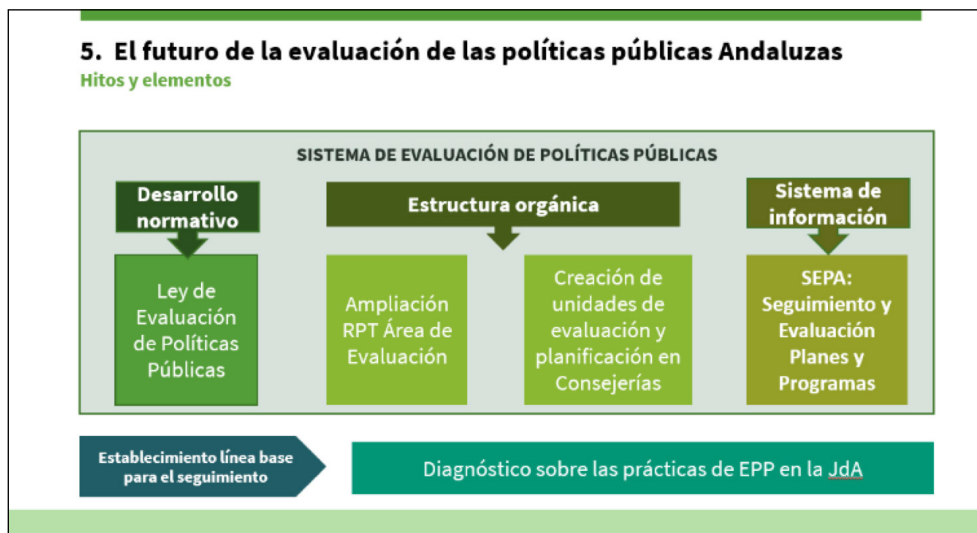 5. El futuro de la evaluación de las políticas públicas Andaluzas
Hitos y elementos
SISTEMA DE EVALUACIÓN DE POLÍTICAS PÚBLICAS
Desarrollo
normativo
Ley de
Evaluación
de Políticas
Públicas
Estructura orgánica
Ampliación
RPT Área de
Evaluación
Creación de
unidades de
evaluación y
planificación en
Consejerías
Sistema de
información
SEPA:
Seguimiento y
Evaluación
Planes y
Programas
Establecimiento línea base
para el seguimiento
Diagnóstico sobre las prácticas de EPP en la JdA